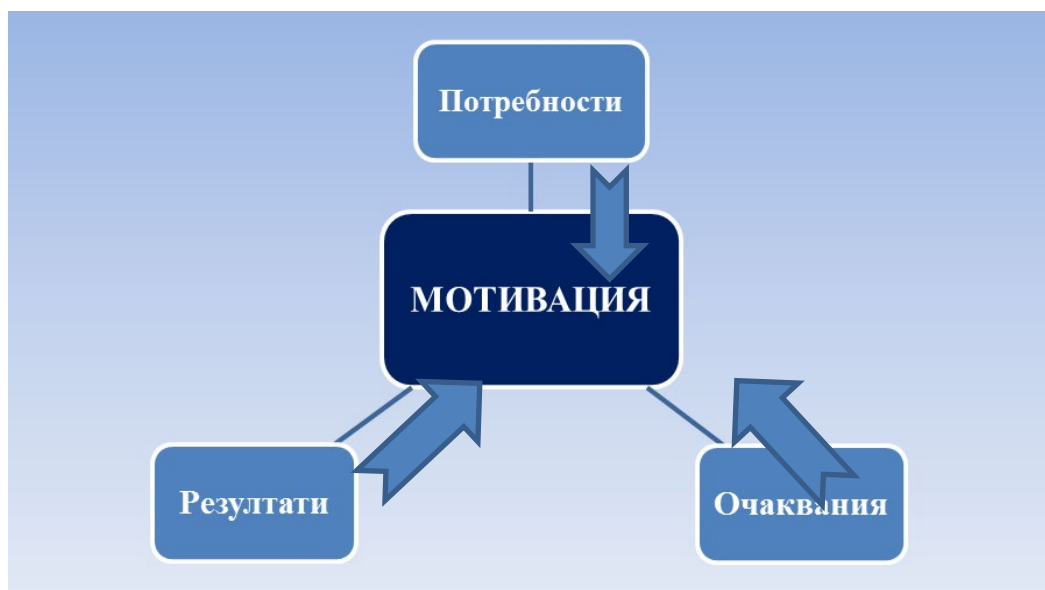 Потребности
МОТИВАЦИЯ
Резултати
Очаквания